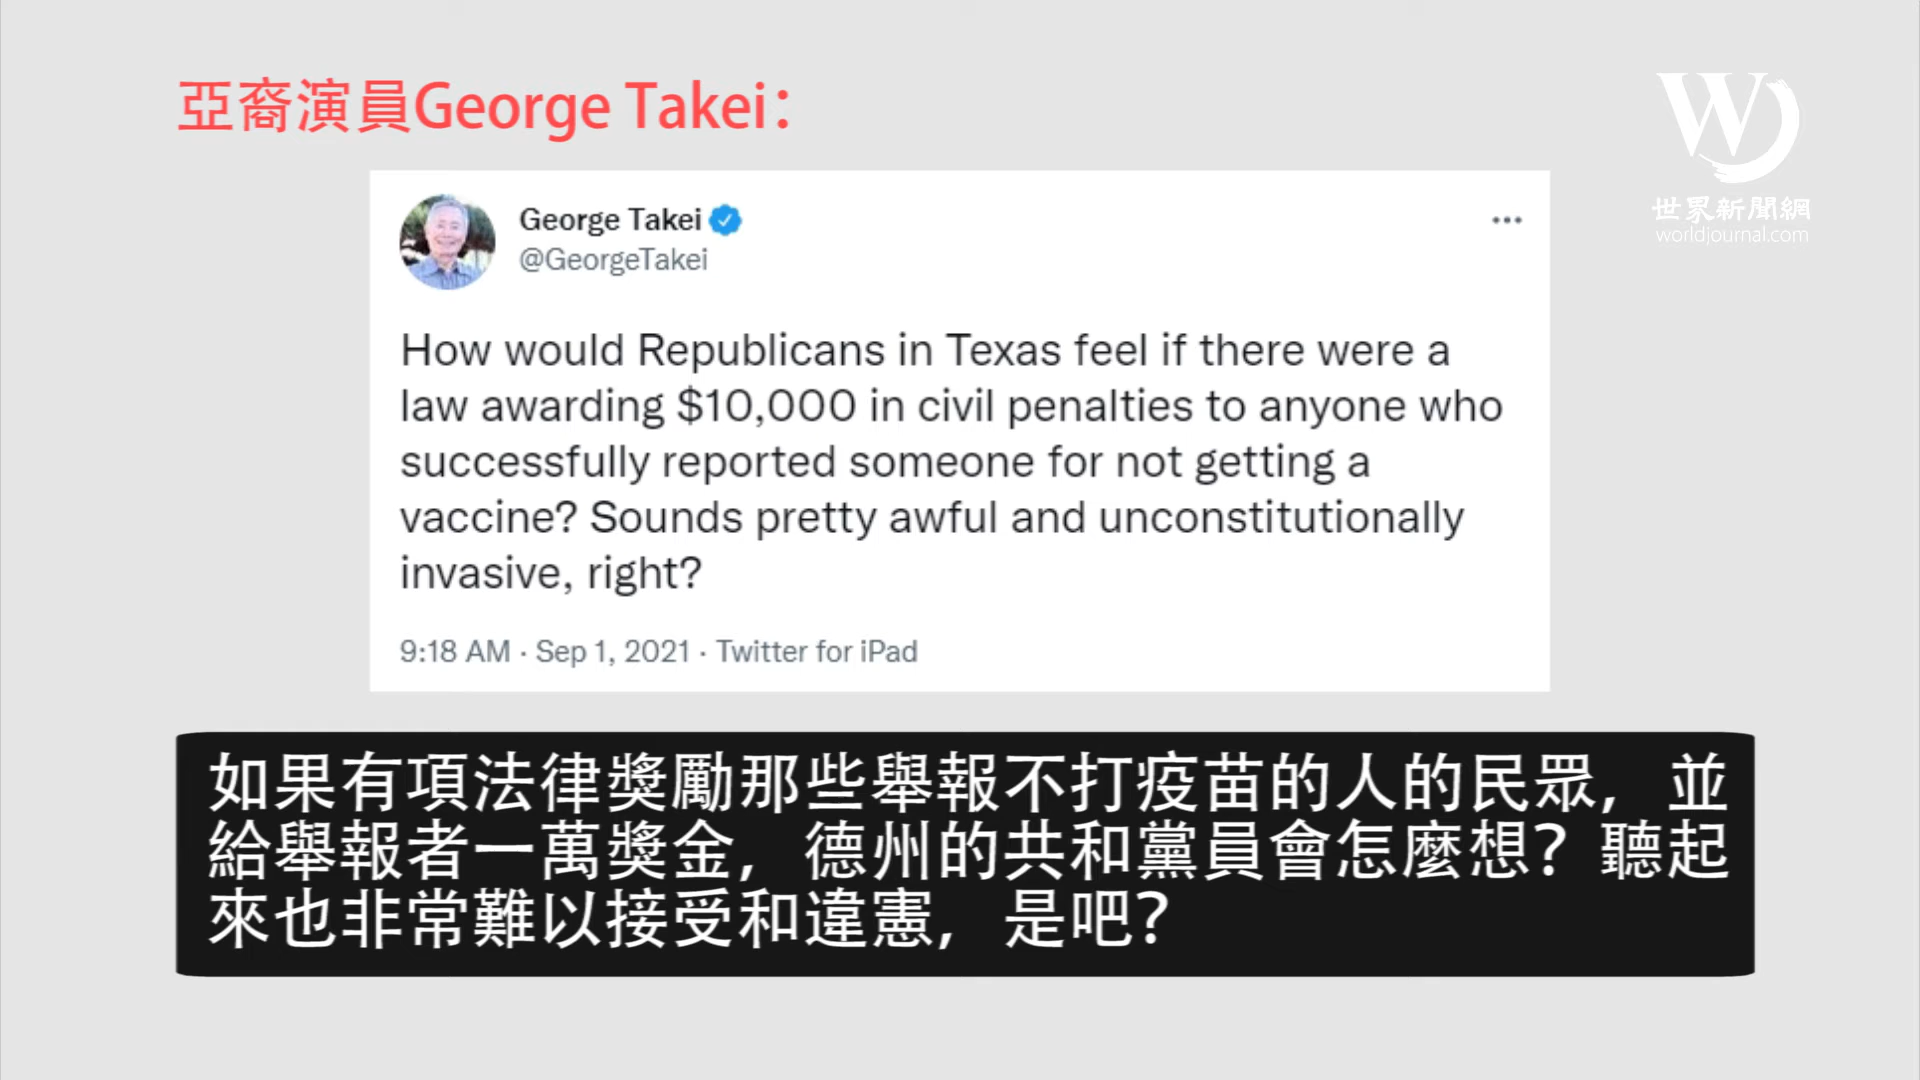 亞裔演員George Takei：
世界新聞網
worldjournal.com
George Takei
@GeorgeTakei
How would Republicans in Texas feel if there were a
law awarding $10,000 in civil penalties to anyone who
successfully reported someone for not getting a
vaccine? Sounds pretty awful and unconstitutionally
invasive, right?
9:18 AM · Sep 1, 2021 · Twitter for iPad
如果有項法律獎勵那些舉報不打疫苗的人的民眾，並
給舉報者一萬獎金，德州的共和黨員會怎麼想？聽起
來也非常難以接受和違憲，是吧？